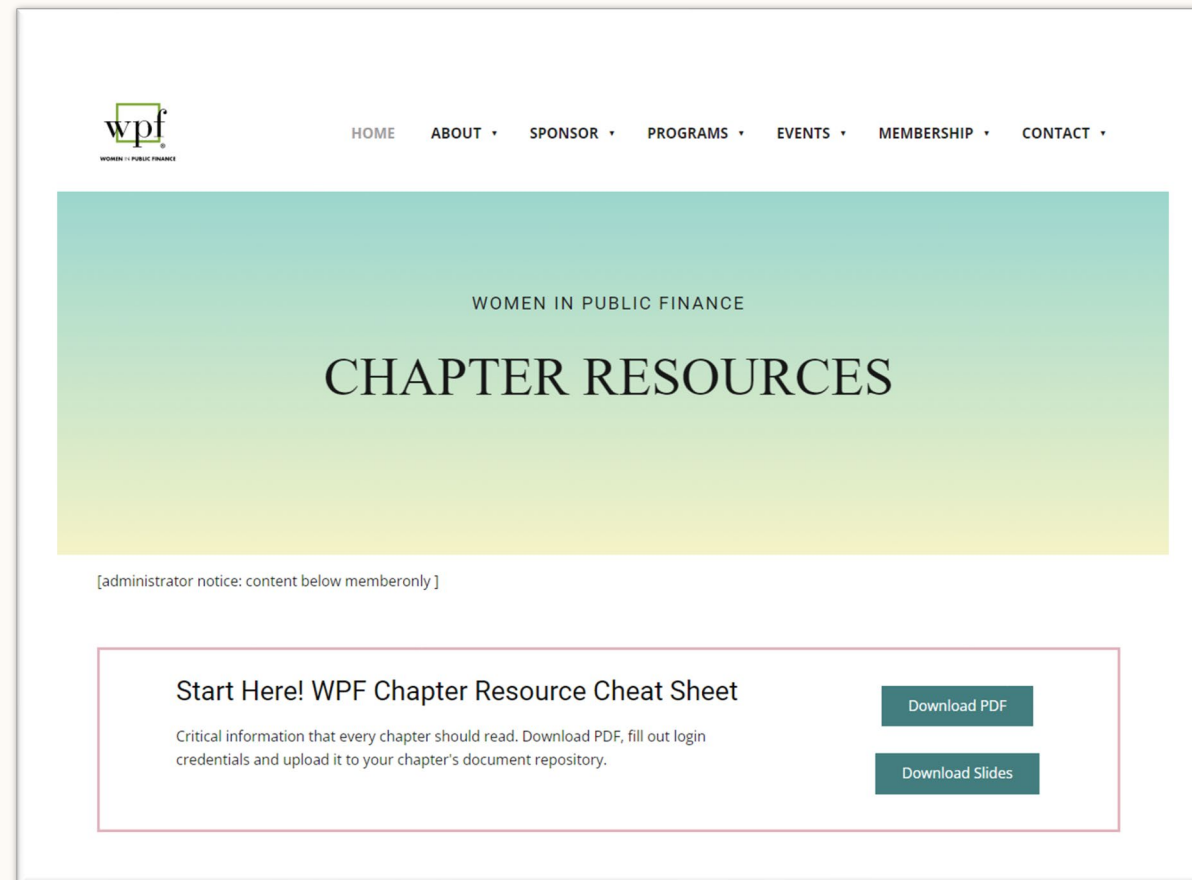 wpf®
WOMEN IN PUBLIC FINANCE
HOME ABOUT ▾ SPONSOR ▾ PROGRAMS ▾ EVENTS ▾ MEMBERSHIP ▾ CONTACT ▾
WOMEN IN PUBLIC FINANCE
CHAPTER RESOURCES
[administrator notice: content below memberonly ]
Start Here! WPF Chapter Resource Cheat Sheet
Critical information that every chapter should read. Download PDF, fill out login
credentials and upload it to your chapter's document repository.
Download PDF
Download Slides